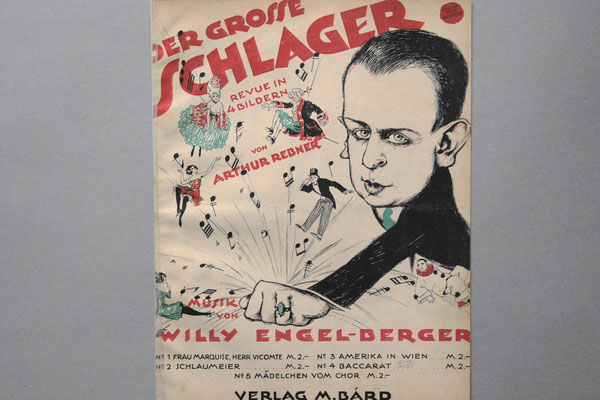 DER GROSSE
SCHLAGER
REVUE IN
4 BILDERN
VON
ARTHUR REBNER
MUSIK
VON
WILLY ENGEL-BERGER
No 1 FRAU MARQUISE, HERR VICOMTE M. 2.–
No 3 AMERIKA IN WIEN .... M. 2.–
No 2 SCHLAUMEIER .... M. 2.–
No 4 BACCARAT .... M. 2.–
No 5 MÄDELCHEN VOM CHOR M. 2.–
VERLAG M. BÁRD